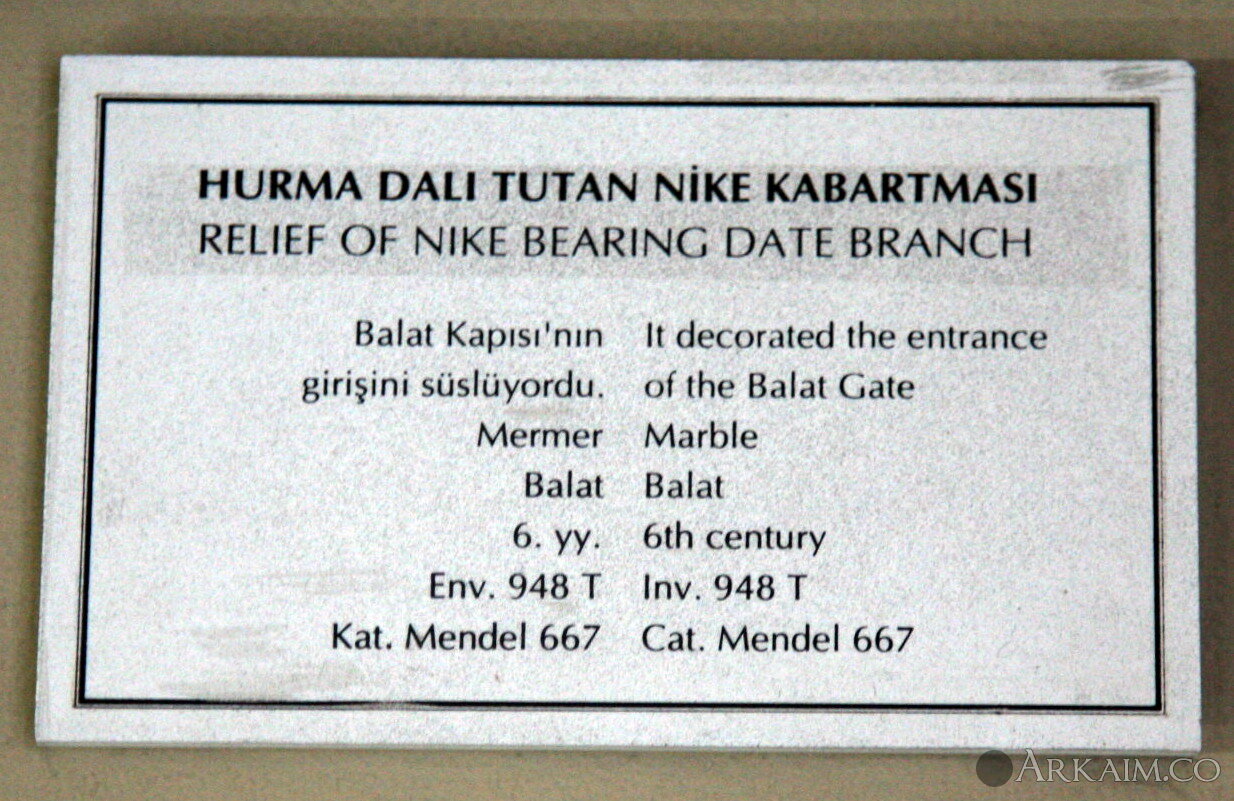 HURMA DALI TUTAN NİKE KABARTMASI
RELIEF OF NIKE BEARING DATE BRANCH
Balat Kapısı'nın
girişini süslüyordu.
Mermer
Balat
6. yy.
Env. 948 T
Kat. Mendel 667
It decorated the entrance
of the Balat Gate
Marble
Balat
6th century
Inv. 948 T
Cat. Mendel 667
ARKAIM.CO